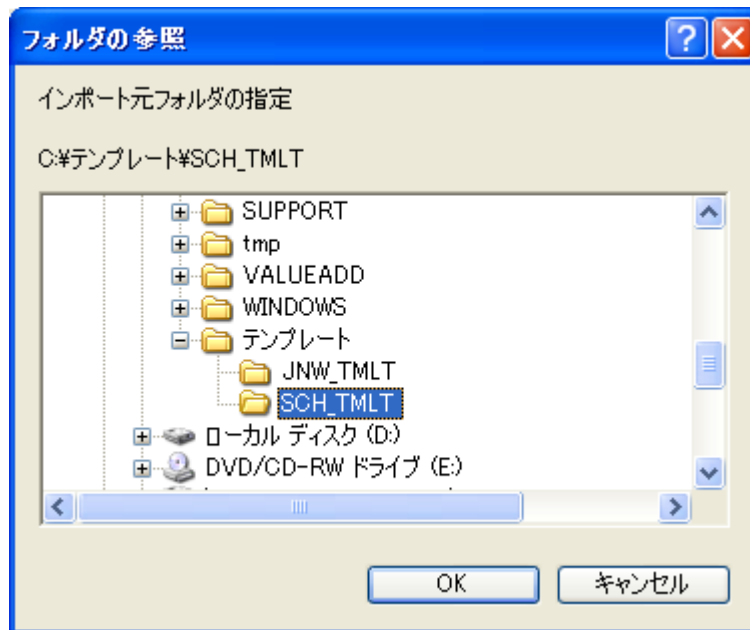 フォルダの参照
インポート元フォルダの指定
C:¥テンプレート¥SCH_TMLT
SUPPORT
tmp
VALUEADD
WINDOWS
テンプレート
JNW_TMLT
SCH_TMLT
ローカル ディスク (D:)
DVD/CD-RW ドライブ (E:)
OK キャンセル